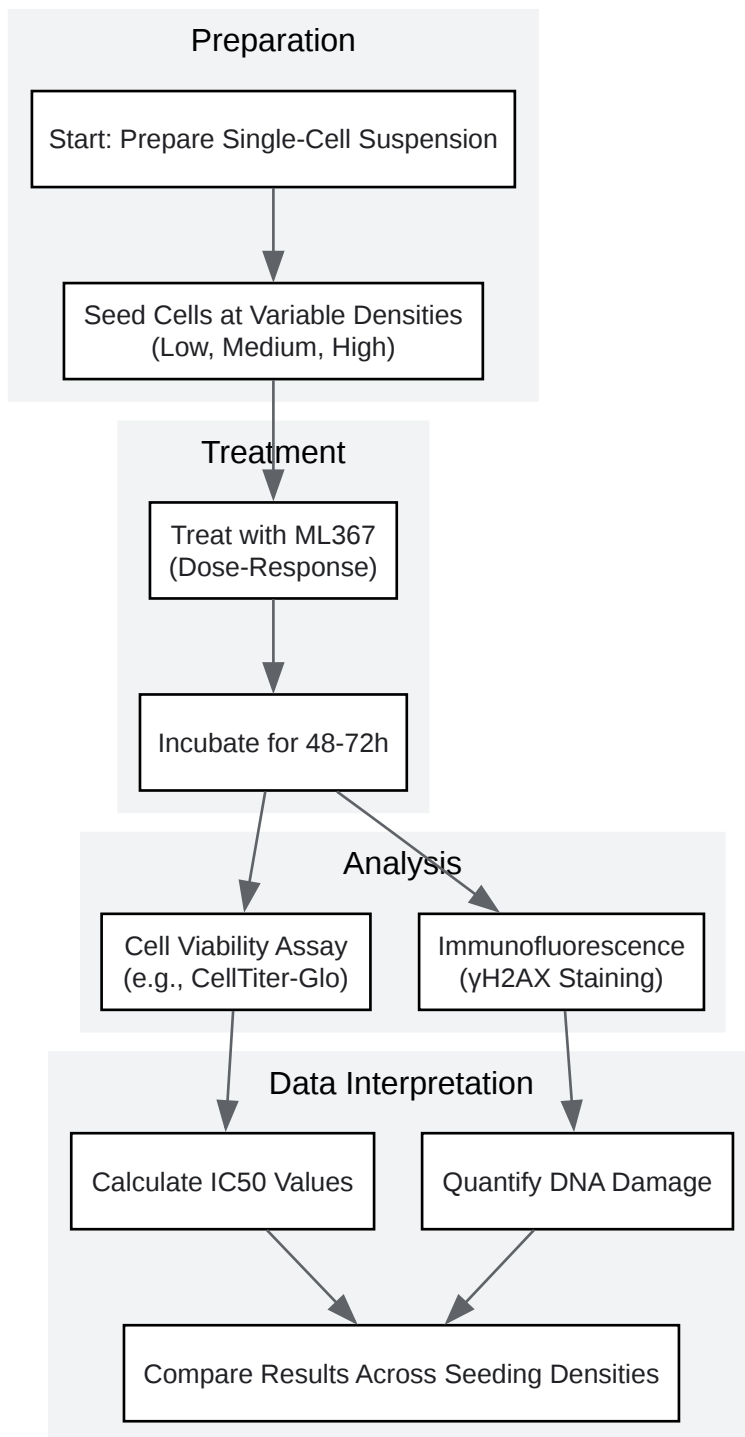 Preparation
Start: Prepare Single-Cell Suspension
Seed Cells at Variable Densities
(Low, Medium, High)
Treatment
Treat with ML367
(Dose-Response)
Incubate for 48-72h
Analysis
Cell Viability Assay
(e.g., CellTiter-Glo)
Immunofluorescence
(γH2AX Staining)
Data Interpretation
Calculate IC50 Values
Quantify DNA Damage
Compare Results Across Seeding Densities